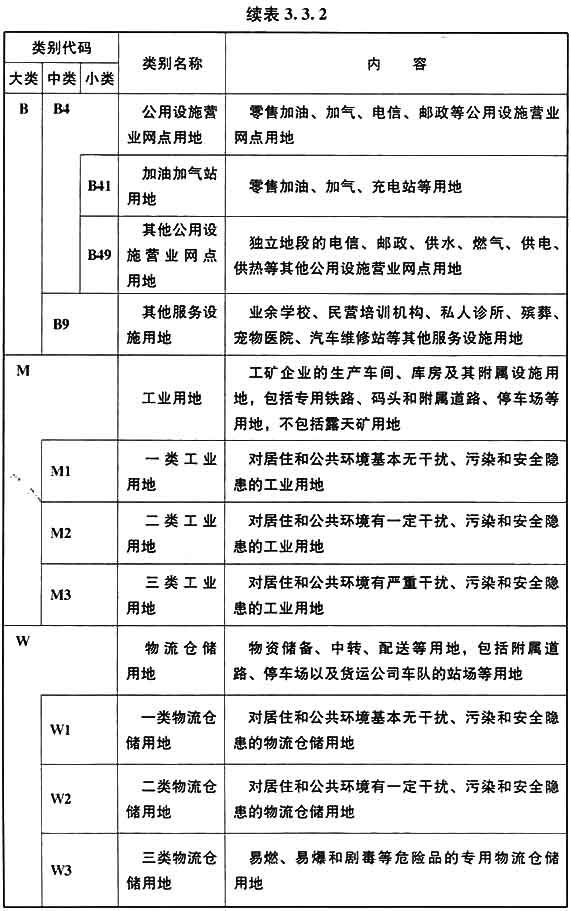 续表 3.3.2
类别代码
类别名称
内 容
大类 中类 小类
B B4
公用设施营
业网点用地
零售加油、加气、电信、邮政等公用设施营业
网点用地
B41
加油加气站
用地
零售加油、加气、充电站等用地
B49
其他公用设
施营业网点
用地
独立地段的电信、邮政、供水、燃气、供电、
供热等其他公用设施营业网点用地
B9
其他服务设
施用地
业余学校、民营培训机构、私人诊所、殡葬、
宠物医院、汽车维修站等其他服务设施用地
M
工业用地
工矿企业的生产车间、库房及其附属设施用
地，包括专用铁路、码头和附属道路、停车场等
用地，不包括露天矿用地
M1
一类工业
用地
对居住和公共环境基本无干扰、污染和安全隐
患的工业用地
M2
二类工业
用地
对居住和公共环境有一定干扰、污染和安全隐
患的工业用地
M3
三类工业
用地
对居住和公共环境有严重干扰、污染和安全隐
患的工业用地
W
物流仓储
用地
物资储备、中转、配送等用地，包括附属道
路、停车场以及货运公司车队的站场等用地
W1
一类物流仓
储用地
对居住和公共环境基本无干扰、污染和安全隐
患的物流仓储用地
W2
二类物流仓
储用地
对居住和公共环境有一定干扰、污染和安全隐
患的物流仓储用地
W3
三类物流仓
储用地
易燃、易爆和剧毒等危险品的专用物流仓储
用地